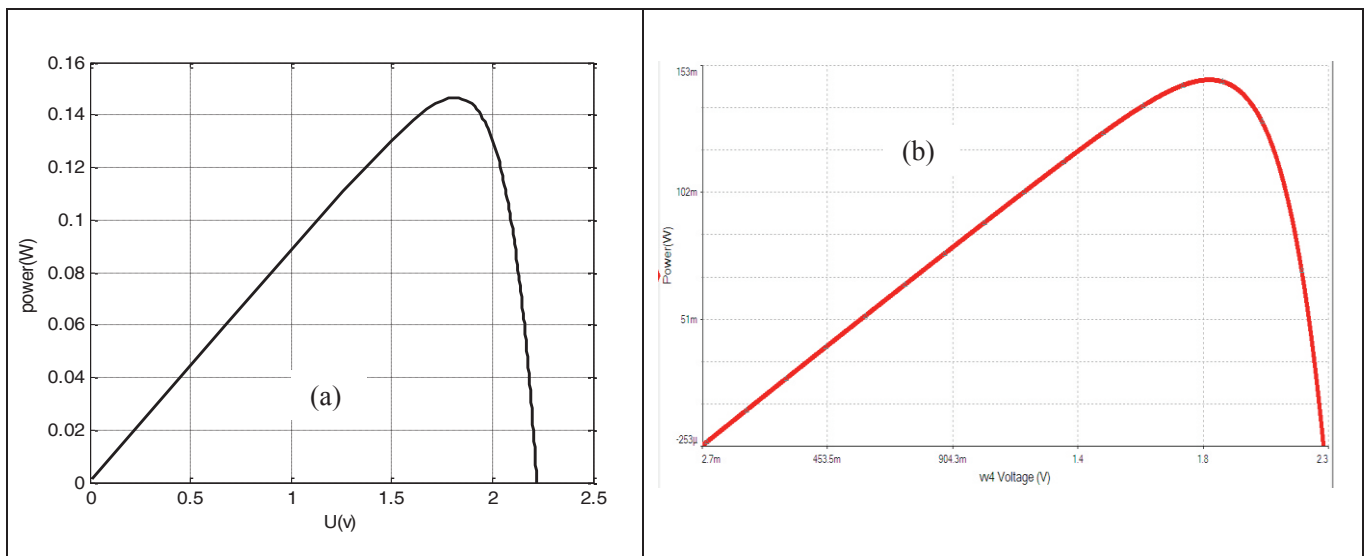 0.16
0.14
0.12
0.1
0.08
0.06
0.04
0.02
0
power(W)
(a)
0 0.5 1 1.5 2 2.5
U(v)
153m
102m
51m
-253µ
Power(W)
(b)
2.7m 453.5m 904.3m 1.4 1.8 2.3
vv4 Voltage (V)